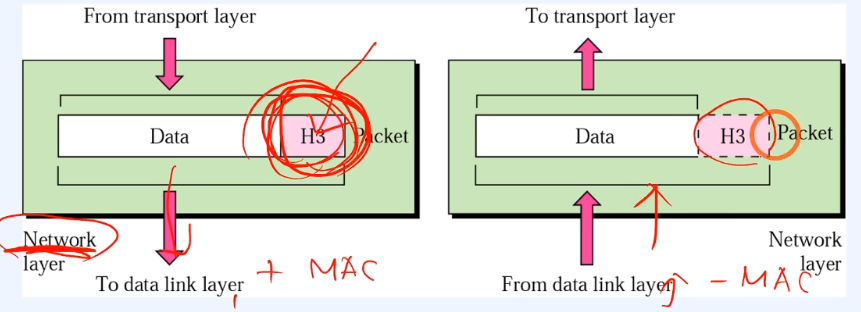 From transport layer
To transport layer
Data
H3
Packet
Data
H3
Packet
Network
layer
To data link layer
+ MAC
From data link layer
- MAC
Network
layer